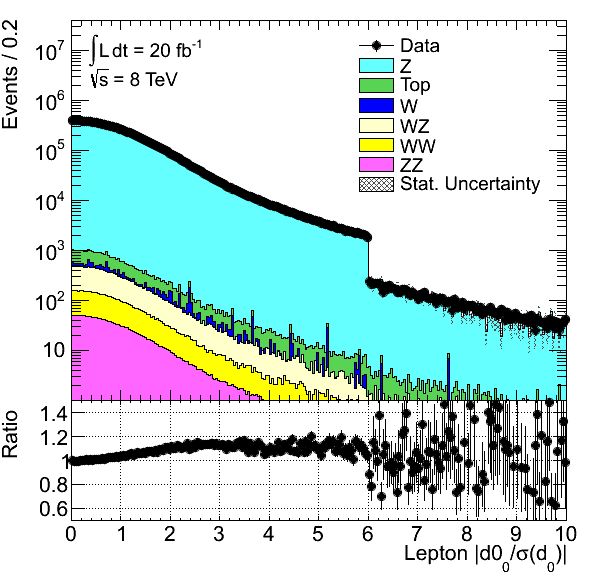 Events / 0.2
10⁷
10⁶
10⁵
10⁴
10³
10²
10
∫L dt = 20 fb⁻¹
√s = 8 TeV
Data
Z
Top
W
WZ
WW
ZZ
Stat. Uncertainty
Ratio
1.4
1.2
1
0.8
0.6
0 1 2 3 4 5 6 7 8 9 10
Lepton |d0₀/σ(d₀)|